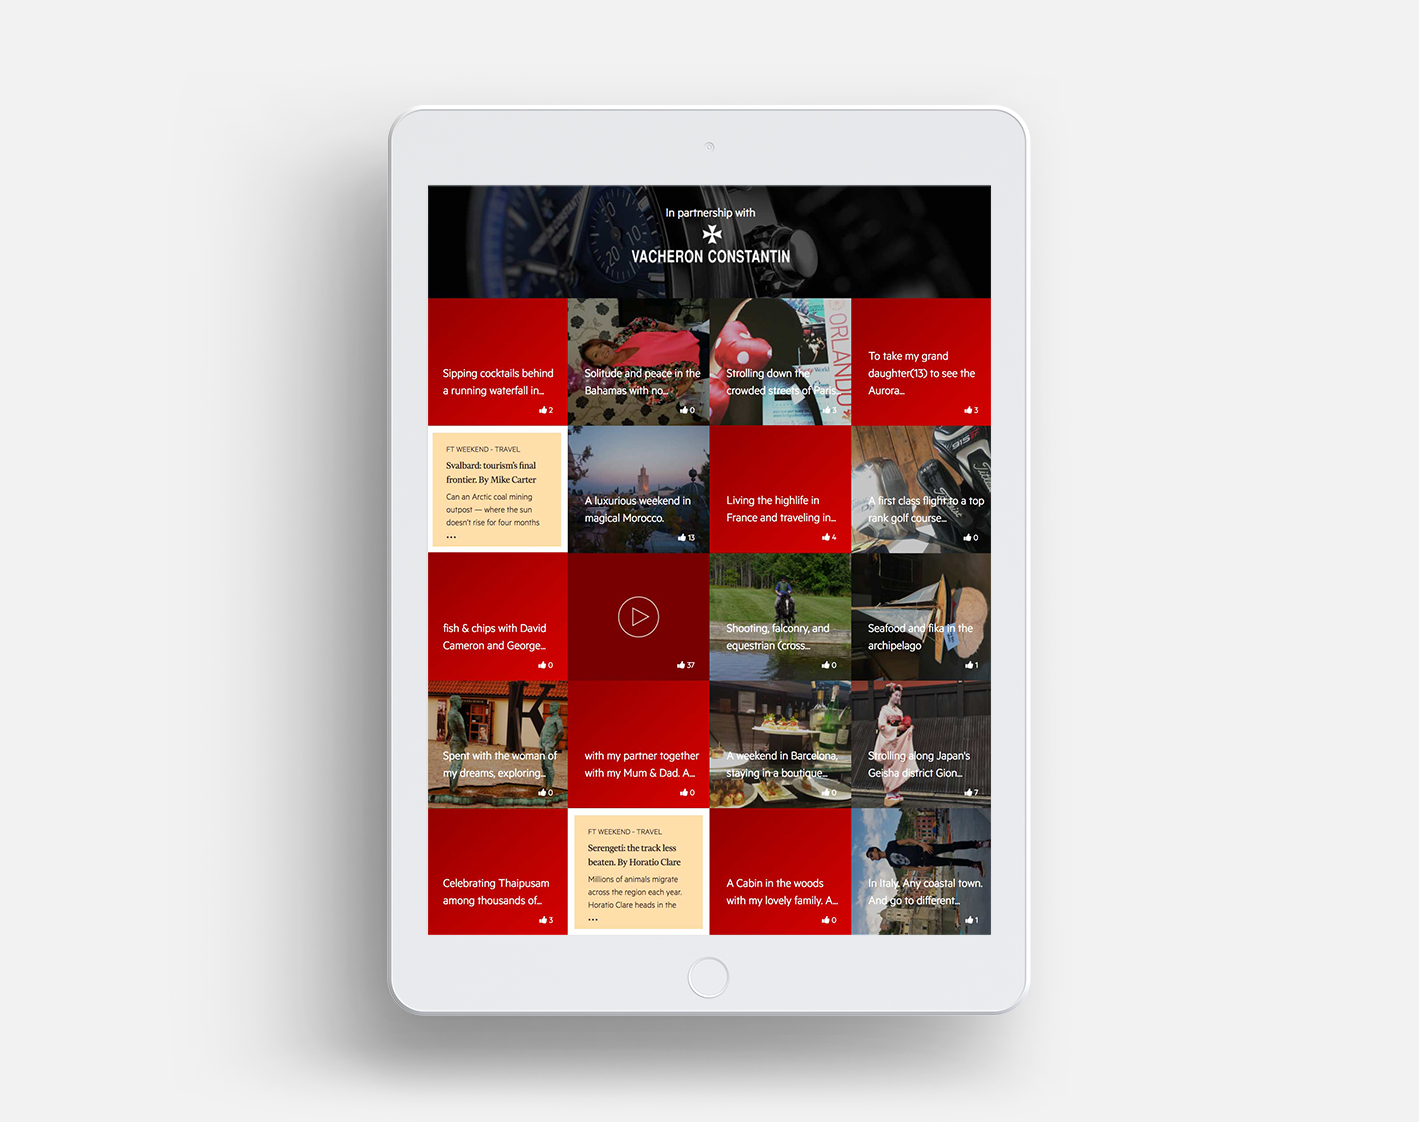 In partnership with
VACHERON CONSTANTIN
Sipping cocktails behind
a running waterfall in...
2
Solitude and peace in the
Bahamas with no...
0
ORLANDO
World
Strolling down the
crowded streets of Paris...
3
To take my grand
daughter(13) to see the
Aurora...
3
FT WEEKEND - TRAVEL
Svalbard: tourism's final
frontier. By Mike Carter
Can an Arctic coal mining
outpost — where the sun
doesn't rise for four months
...
A luxurious weekend in
magical Morocco.
13
Living the highlife in
France and traveling in...
4
A first class flight to a top
rank golf course...
0
fish & chips with David
Cameron and George...
0
37
Shooting, falconry, and
equestrian (cross...
0
Seafood and fika in the
archipelago
1
Spent with the woman of
my dreams, exploring...
0
with my partner together
with my Mum & Dad. A...
0
A weekend in Barcelona,
staying in a boutique...
0
Strolling along Japan's
Geisha district Gion...
7
Celebrating Thaipusam
among thousands of...
3
FT WEEKEND - TRAVEL
Serengeti: the track less
beaten. By Horatio Clare
Millions of animals migrate
across the region each year.
Horatio Clare heads in the
...
A Cabin in the woods
with my lovely family. A...
0
In Italy. Any coastal town.
And go to different...
1